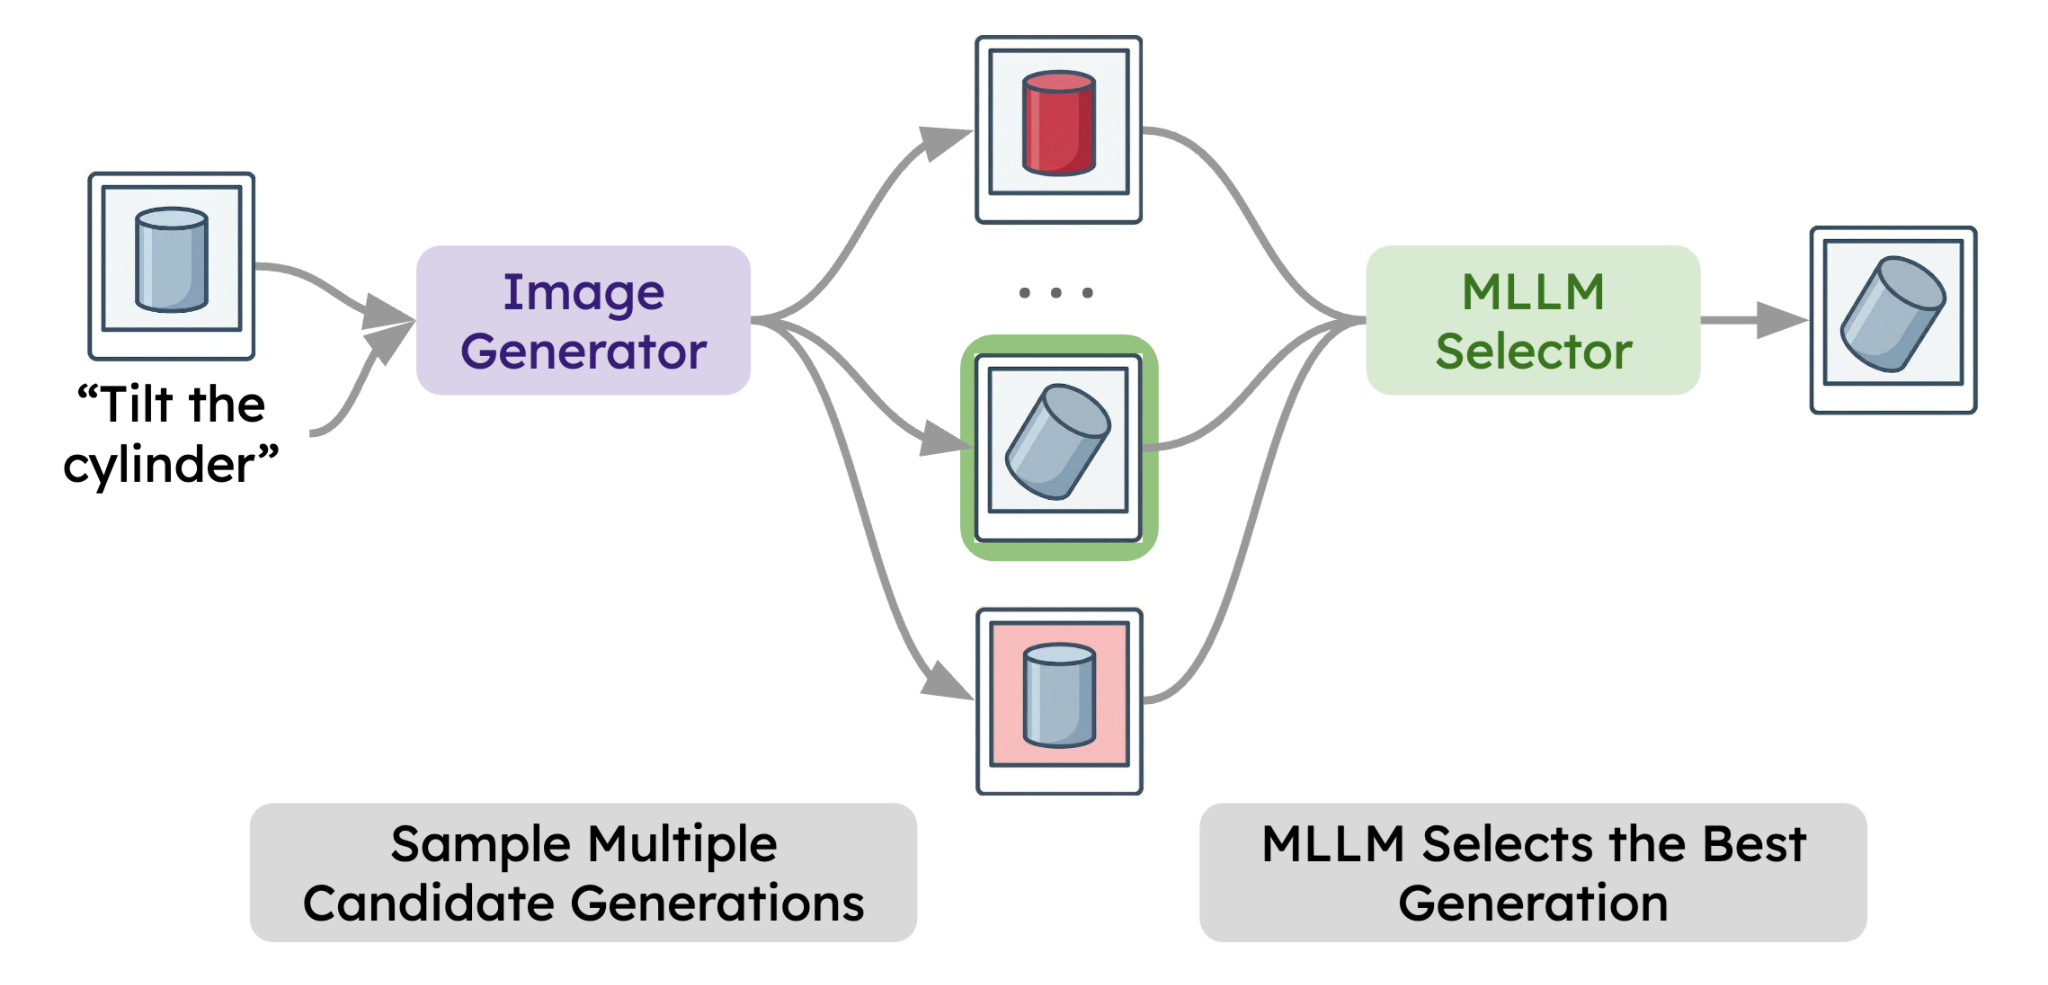 “Tilt the
cylinder”
Image
Generator
. . .
MLLM
Selector
Sample Multiple
Candidate Generations
MLLM Selects the Best
Generation